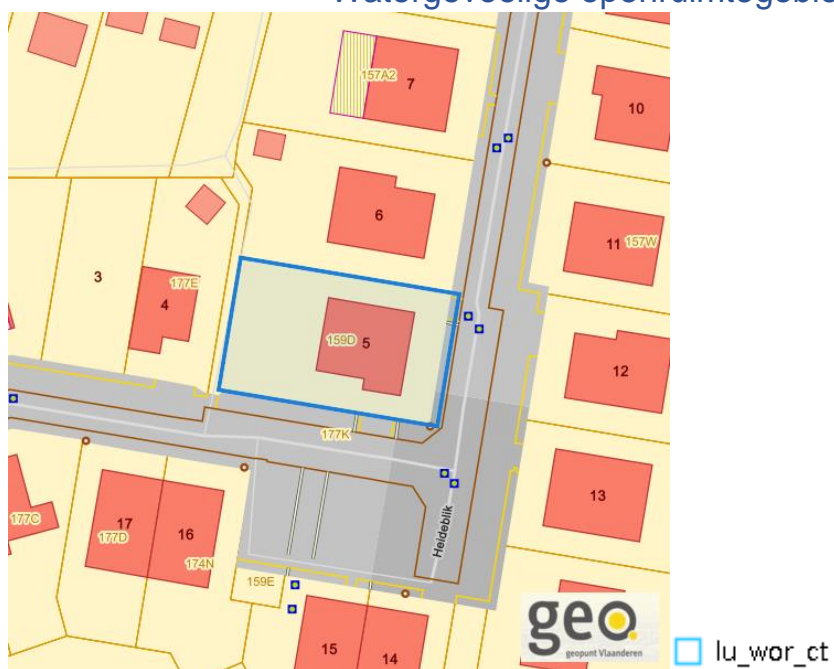 Watergevoelige openruimtegebie
157A2
7
10
6
11 157W
3
177E
4
159D 5
12
177K
13
Heideblik
177C
17
16
177D
174N
159E
15
14
geo
geopunt Vlaanderen
lu_wor_ct